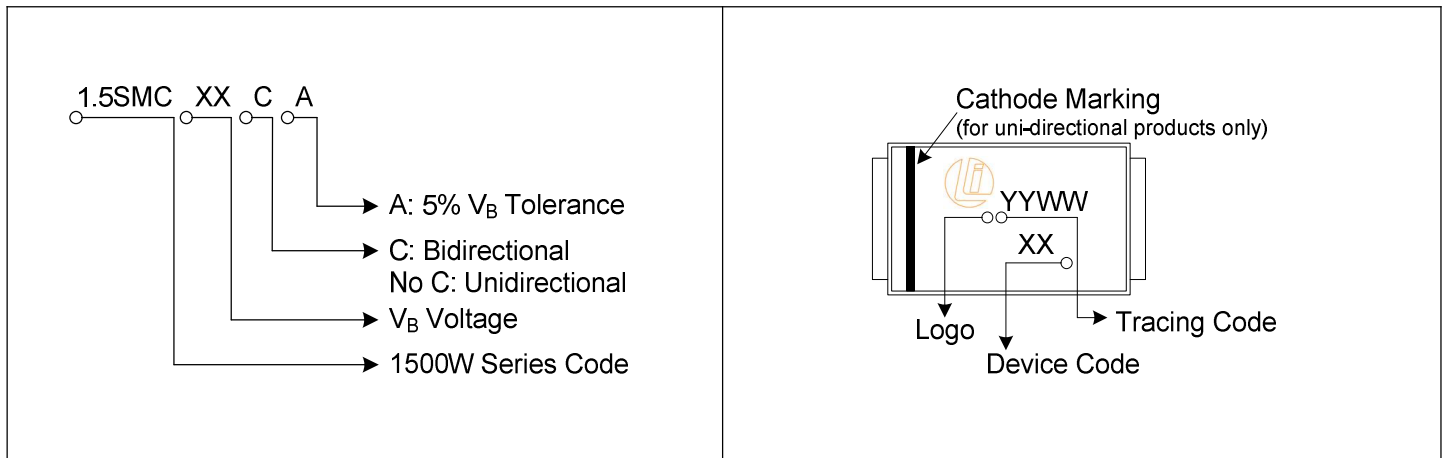 1.5SMC XX C A
A: 5% VB Tolerance
C: Bidirectional
No C: Unidirectional
VB Voltage
1500W Series Code
Cathode Marking
(for uni-directional products only)
YYWW
XX
Logo
Tracing Code
Device Code